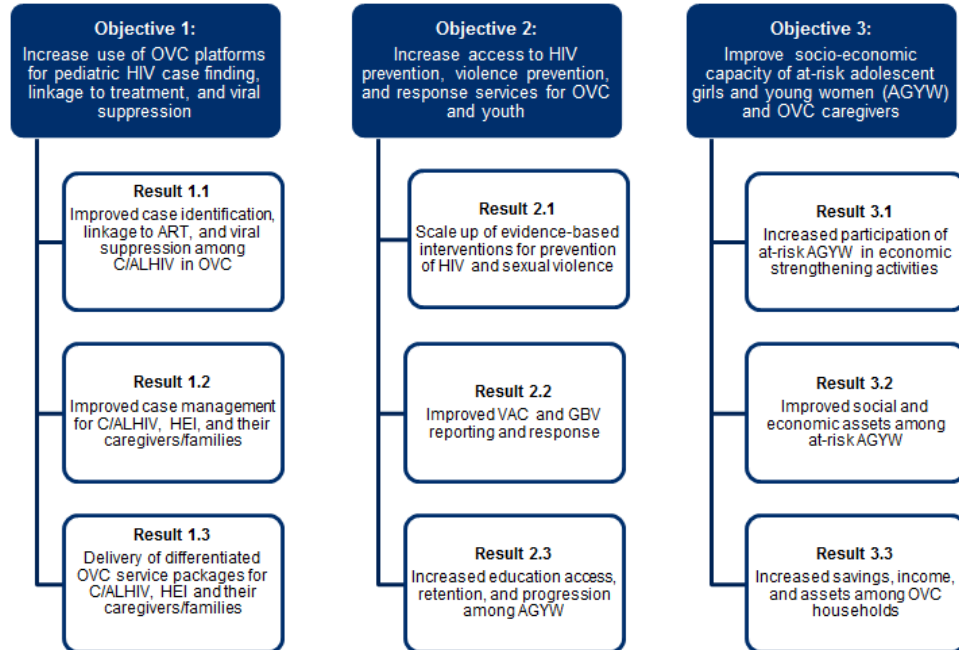 Objective 1:
Increase use of OVC platforms
for pediatric HIV case finding,
linkage to treatment, and viral
suppression
Result 1.1
Improved case identification,
linkage to ART, and viral
suppression among
C/ALHIV in OVC
Result 1.2
Improved case management
for C/ALHIV, HEI, and their
caregivers/families
Result 1.3
Delivery of differentiated
OVC service packages for
C/ALHIV, HEI and their
caregivers/families
Objective 2:
Increase access to HIV
prevention, violence prevention,
and response services for OVC
and youth
Result 2.1
Scale up of evidence-based
interventions for prevention
of HIV and sexual violence
Result 2.2
Improved VAC and GBV
reporting and response
Result 2.3
Increased education access,
retention, and progression
among AGYW
Objective 3:
Improve socio-economic
capacity of at-risk adolescent
girls and young women (AGYW)
and OVC caregivers
Result 3.1
Increased participation of
at-risk AGYW in economic
strengthening activities
Result 3.2
Improved social and
economic assets among
at-risk AGYW
Result 3.3
Increased savings, income,
and assets among OVC
households